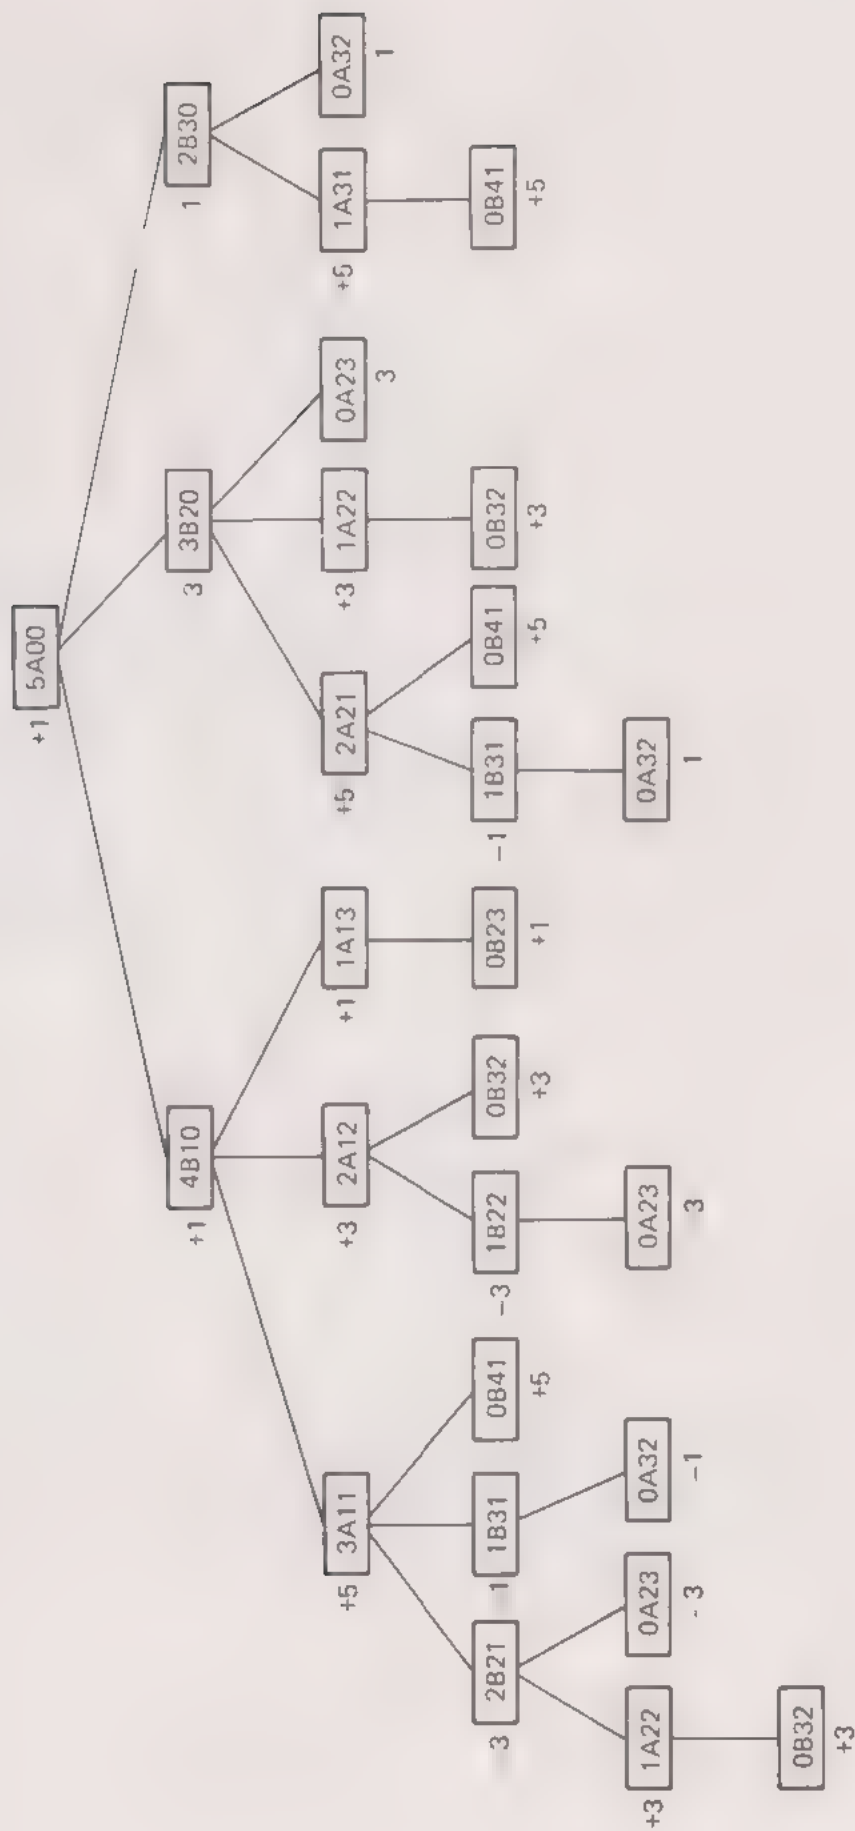 +1 5A00
+1 4B10 3 3B20 1 2B30
+5 3A11 +3 2A12 +1 1A13 +5 2A21 +3 1A22 0A23 +5 1A31 0A32
3 1
3 2B21 1 1B31 0B41 −3 1B22 0B32 0B23 −1 1B31 0B41 0B32 0B41
+5 +3 +1 +5 +3 +5
+3 1A22 0A23 0A32 0A23 0A32
-3 −1 3 1
0B32
+3